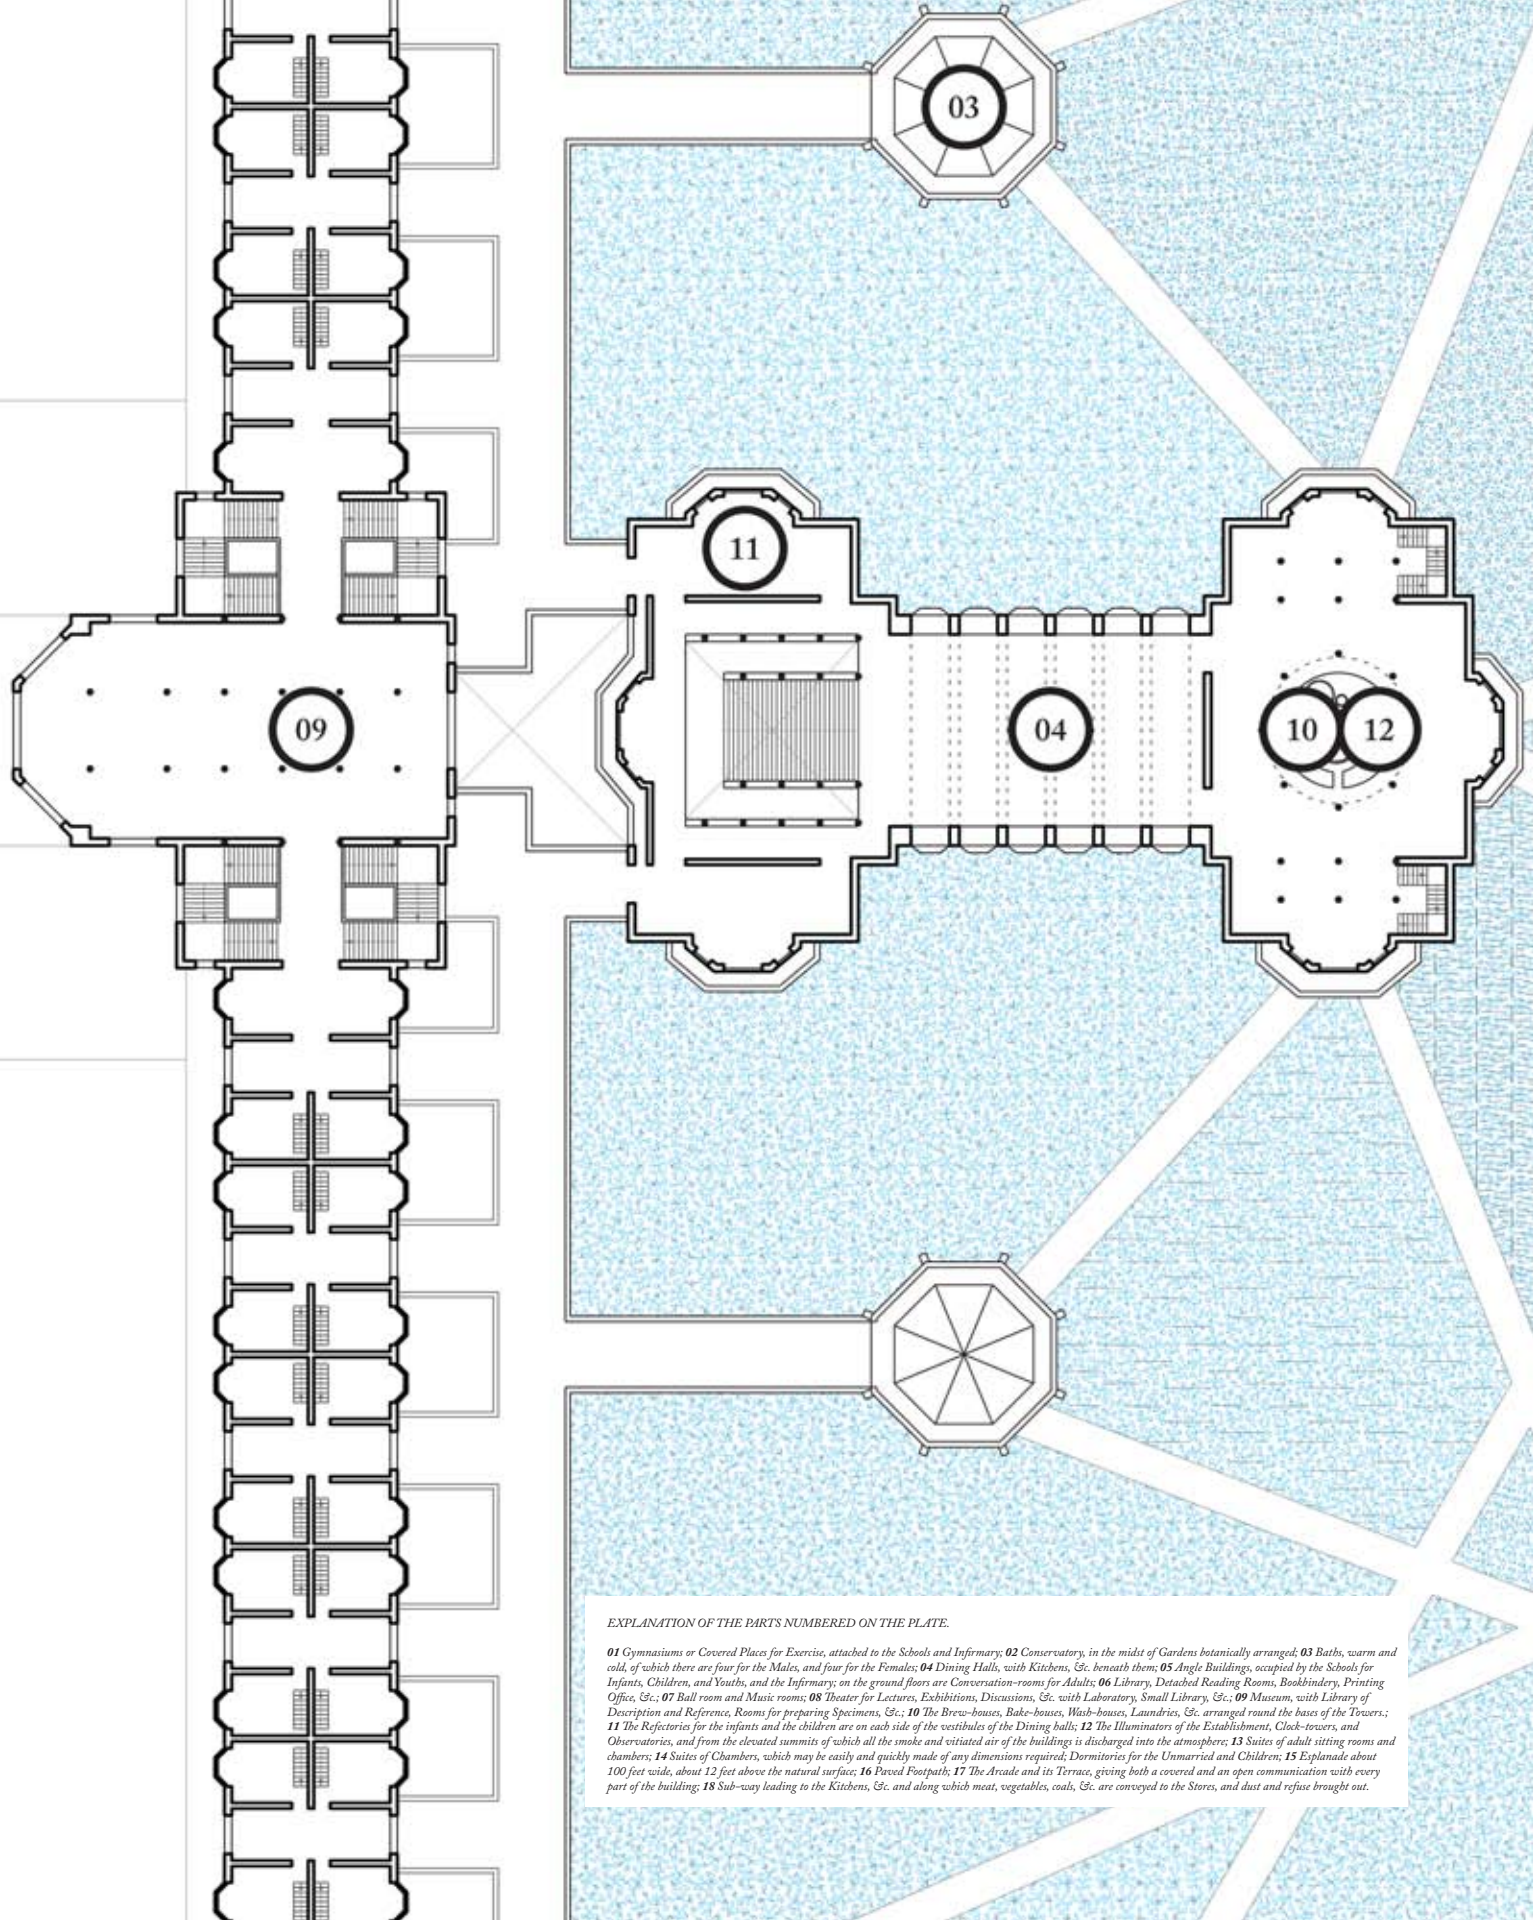 03
11
09
04
10
12
EXPLANATION OF THE PARTS NUMBERED ON THE PLATE.
01 Gymnasiums or Covered Places for Exercise, attached to the Schools and Infirmary; 02 Conservatory, in the midst of Gardens botanically arranged; 03 Baths, warm and
cold, of which there are four for the Males, and four for the Females; 04 Dining Halls, with Kitchens, &c. beneath them; 05 Angle Buildings, occupied by the Schools for
Infants, Children, and Youths, and the Infirmary; on the ground floors are Conversation-rooms for Adults; 06 Library, Detached Reading Rooms, Bookbindery, Printing
Office, &c.; 07 Ball room and Music rooms; 08 Theater for Lectures, Exhibitions, Discussions, &c. with Laboratory, Small Library, &c.; 09 Museum, with Library of
Description and Reference, Rooms for preparing Specimens, &c.; 10 The Brew-houses, Bake-houses, Wash-houses, Laundries, &c. arranged round the bases of the Towers.;
11 The Refectories for the infants and the children are on each side of the vestibules of the Dining halls; 12 The Illuminators of the Establishment, Clock-towers, and
Observatories, and from the elevated summits of which all the smoke and vitiated air of the buildings is discharged into the atmosphere; 13 Suites of adult sitting rooms and
chambers; 14 Suites of Chambers, which may be easily and quickly made of any dimensions required; Dormitories for the Unmarried and Children; 15 Esplanade about
100 feet wide, about 12 feet above the natural surface; 16 Paved Footpath; 17 The Arcade and its Terrace, giving both a covered and an open communication with every
part of the building; 18 Sub-way leading to the Kitchens, &c. and along which meat, vegetables, coals, &c. are conveyed to the Stores, and dust and refuse brought out.